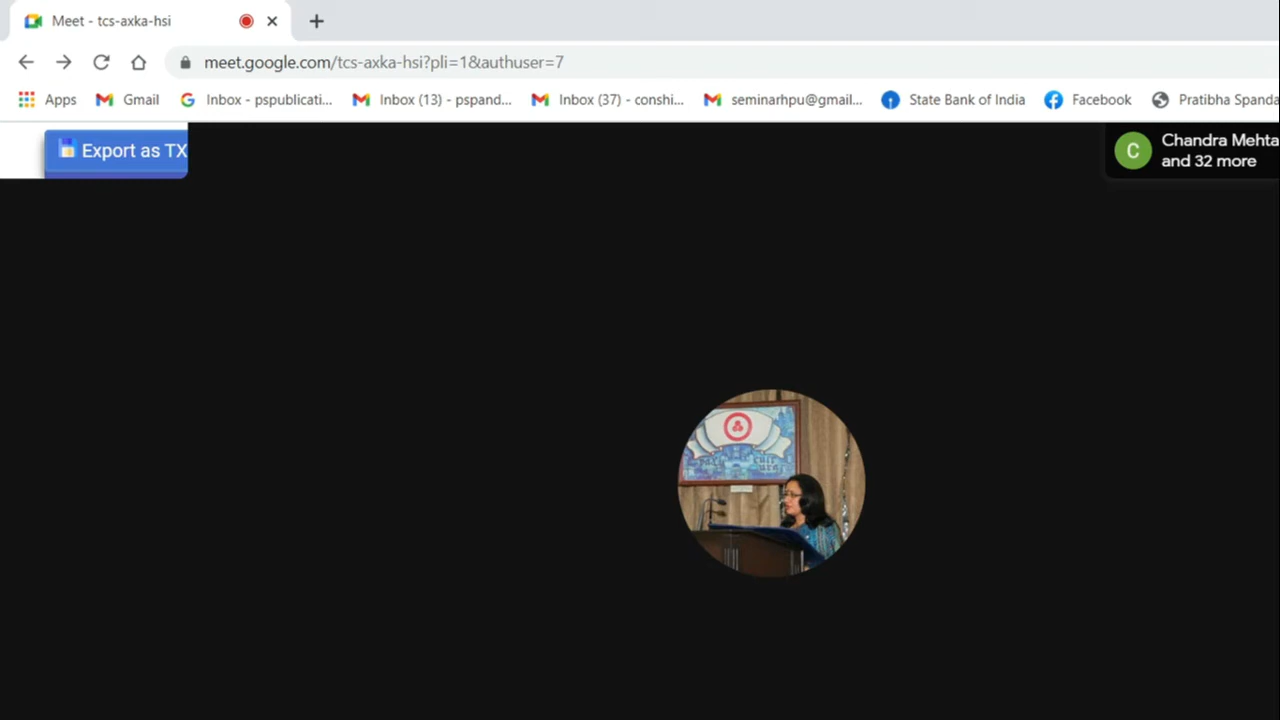 Meet - tcs-axka-hsi
meet.google.com/tcs-axka-hsi?pli=1&authuser=7
Apps Gmail Inbox - pspublicati... Inbox (13) - pspand... Inbox (37) - conshi... seminarhpu@gmail... State Bank of India Facebook Pratibha Spanda
Export as TX
C
Chandra Mehta
and 32 more